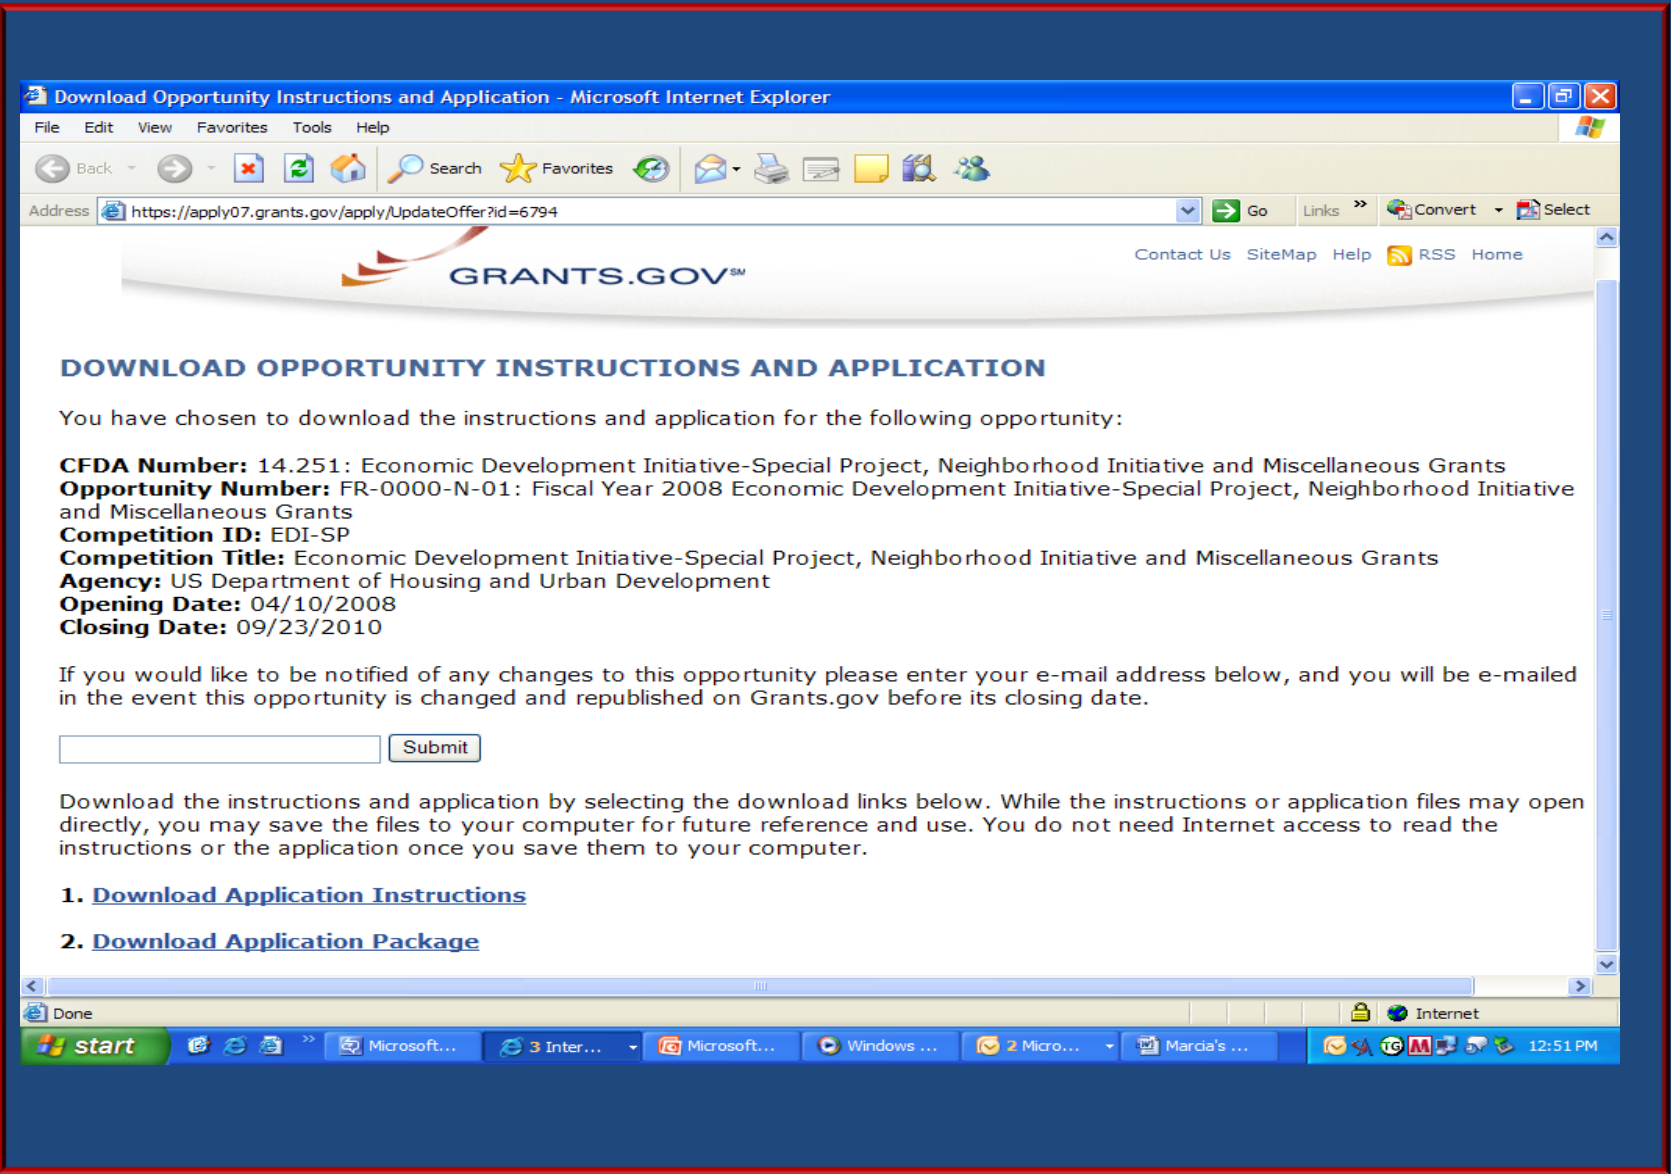 Download Opportunity Instructions and Application - Microsoft Internet Explorer
File Edit View Favorites Tools Help
Back Search Favorites
Address https://apply07.grants.gov/apply/UpdateOffer?id=6794 Go Links » Convert Select
GRANTS.GOV℠
Contact Us SiteMap Help RSS Home
DOWNLOAD OPPORTUNITY INSTRUCTIONS AND APPLICATION
You have chosen to download the instructions and application for the following opportunity:
CFDA Number: 14.251: Economic Development Initiative-Special Project, Neighborhood Initiative and Miscellaneous Grants
Opportunity Number: FR-0000-N-01: Fiscal Year 2008 Economic Development Initiative-Special Project, Neighborhood Initiative
and Miscellaneous Grants
Competition ID: EDI-SP
Competition Title: Economic Development Initiative-Special Project, Neighborhood Initiative and Miscellaneous Grants
Agency: US Department of Housing and Urban Development
Opening Date: 04/10/2008
Closing Date: 09/23/2010
If you would like to be notified of any changes to this opportunity please enter your e-mail address below, and you will be e-mailed
in the event this opportunity is changed and republished on Grants.gov before its closing date.
Submit
Download the instructions and application by selecting the download links below. While the instructions or application files may open
directly, you may save the files to your computer for future reference and use. You do not need Internet access to read the
instructions or the application once you save them to your computer.
1. Download Application Instructions
2. Download Application Package
Done Internet
start » Microsoft... 3 Inter... Microsoft... Windows ... 2 Micro... Marcia's ... TG M 12:51 PM